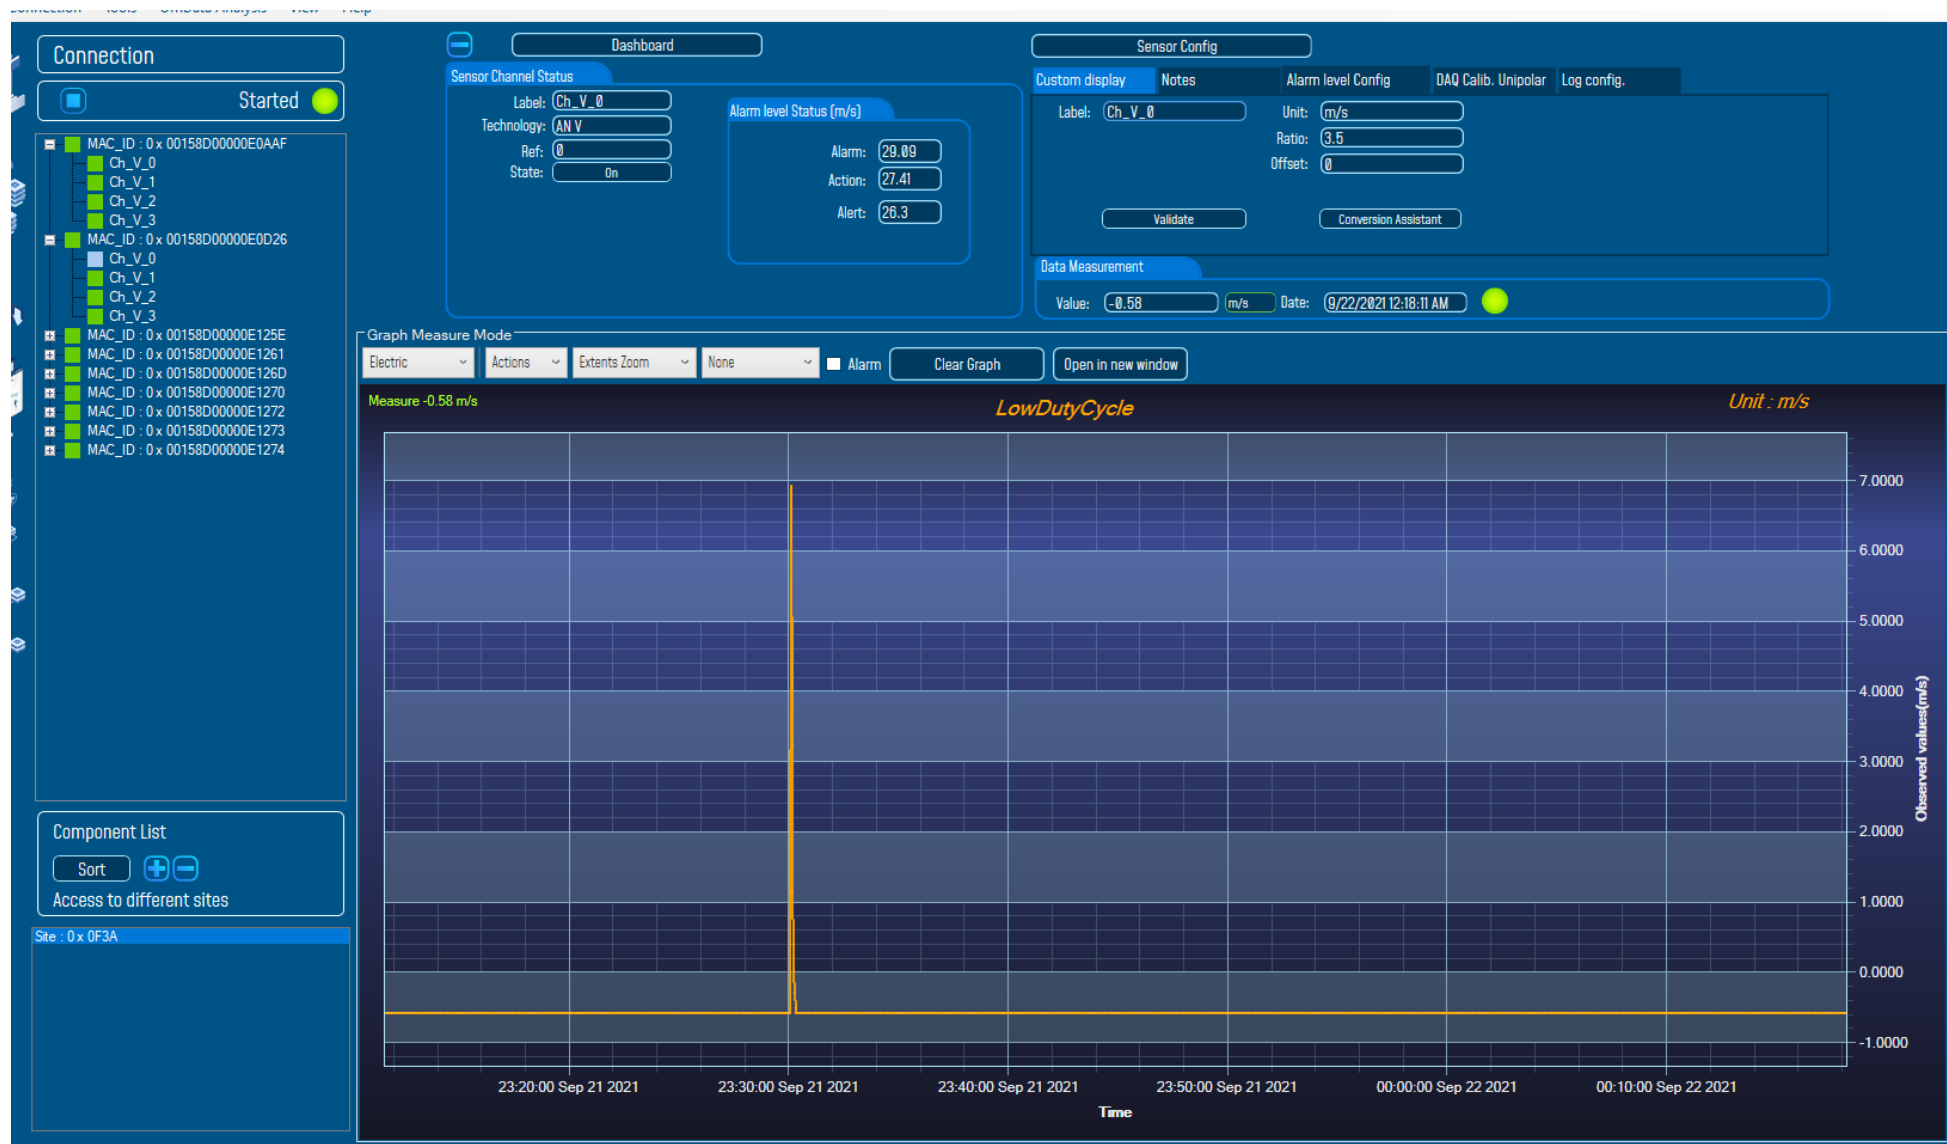 Connection
Started
MAC_ID : 0 x 00158D00000E0AAF
Ch_V_0
Ch_V_1
Ch_V_2
Ch_V_3
MAC_ID : 0 x 00158D00000E0D26
Ch_V_0
Ch_V_1
Ch_V_2
Ch_V_3
MAC_ID : 0 x 00158D00000E125E
MAC_ID : 0 x 00158D00000E1261
MAC_ID : 0 x 00158D00000E126D
MAC_ID : 0 x 00158D00000E1270
MAC_ID : 0 x 00158D00000E1272
MAC_ID : 0 x 00158D00000E1273
MAC_ID : 0 x 00158D00000E1274
Component List
Sort
Access to different sites
Site : 0 x 0F3A
Dashboard
Sensor Channel Status
Label: Ch_V_0
Technology: AN V
Ref: 0
State: On
Alarm level Status (m/s)
Alarm: 29.09
Action: 27.41
Alert: 26.3
Sensor Config
Custom display Notes Alarm level Config DAQ Calib. Unipolar Log config.
Label: Ch_V_0 Unit: m/s
Ratio: 3.5
Offset: 0
Validate Conversion Assistant
Data Measurement
Value: -0.58 m/s Date: 9/22/2021 12:18:11 AM
Graph Measure Mode
Electric Actions Extents Zoom None Alarm Clear Graph Open in new window
Measure -0.58 m/s LowDutyCycle Unit : m/s
7.0000
6.0000
5.0000
4.0000
3.0000
2.0000
1.0000
0.0000
-1.0000
Observed values(m/s)
23:20:00 Sep 21 2021 23:30:00 Sep 21 2021 23:40:00 Sep 21 2021 23:50:00 Sep 21 2021 00:00:00 Sep 22 2021 00:10:00 Sep 22 2021
Time